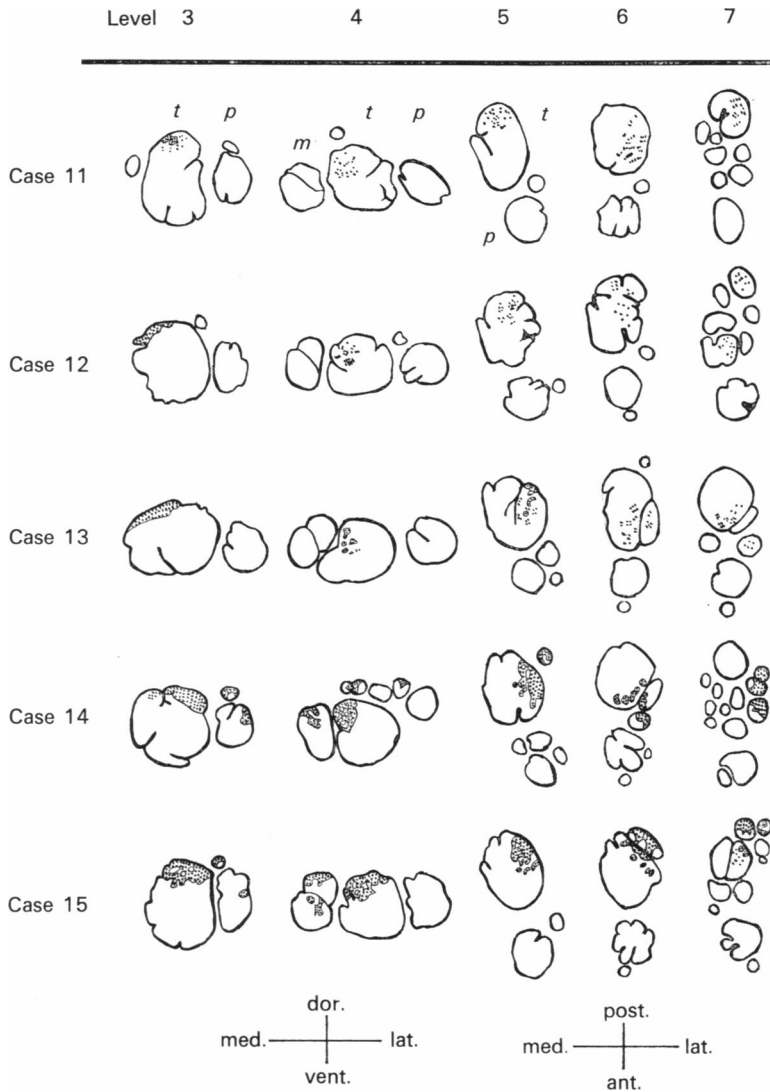 Level 3 4 5 6 7
t p m t p t
Case 11
p
Case 12
Case 13
Case 14
Case 15
dor. post.
med. lat. med. lat.
vent. ant.